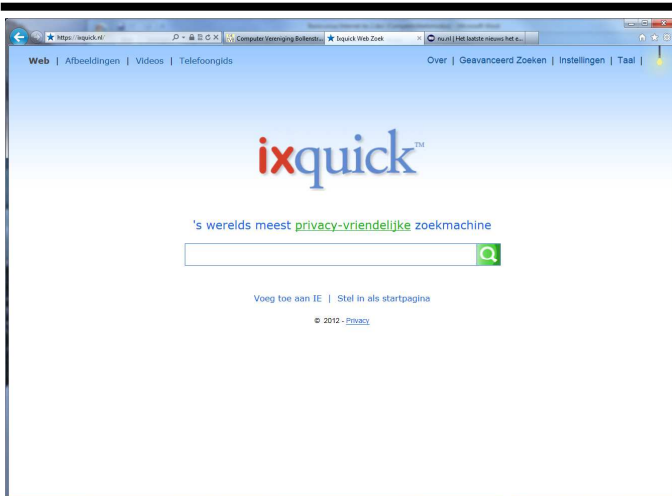 https://ixquick.nl/
Computer Vereniging Bollenstr...
Ixquick Web Zoek
nu.nl | Het laatste nieuws het e...
Web | Afbeeldingen | Videos | Telefoongids
Over | Geavanceerd Zoeken | Instellingen | Taal |
ixquick™
's werelds meest privacy-vriendelijke zoekmachine
Voeg toe aan IE | Stel in als startpagina
© 2012 - Privacy